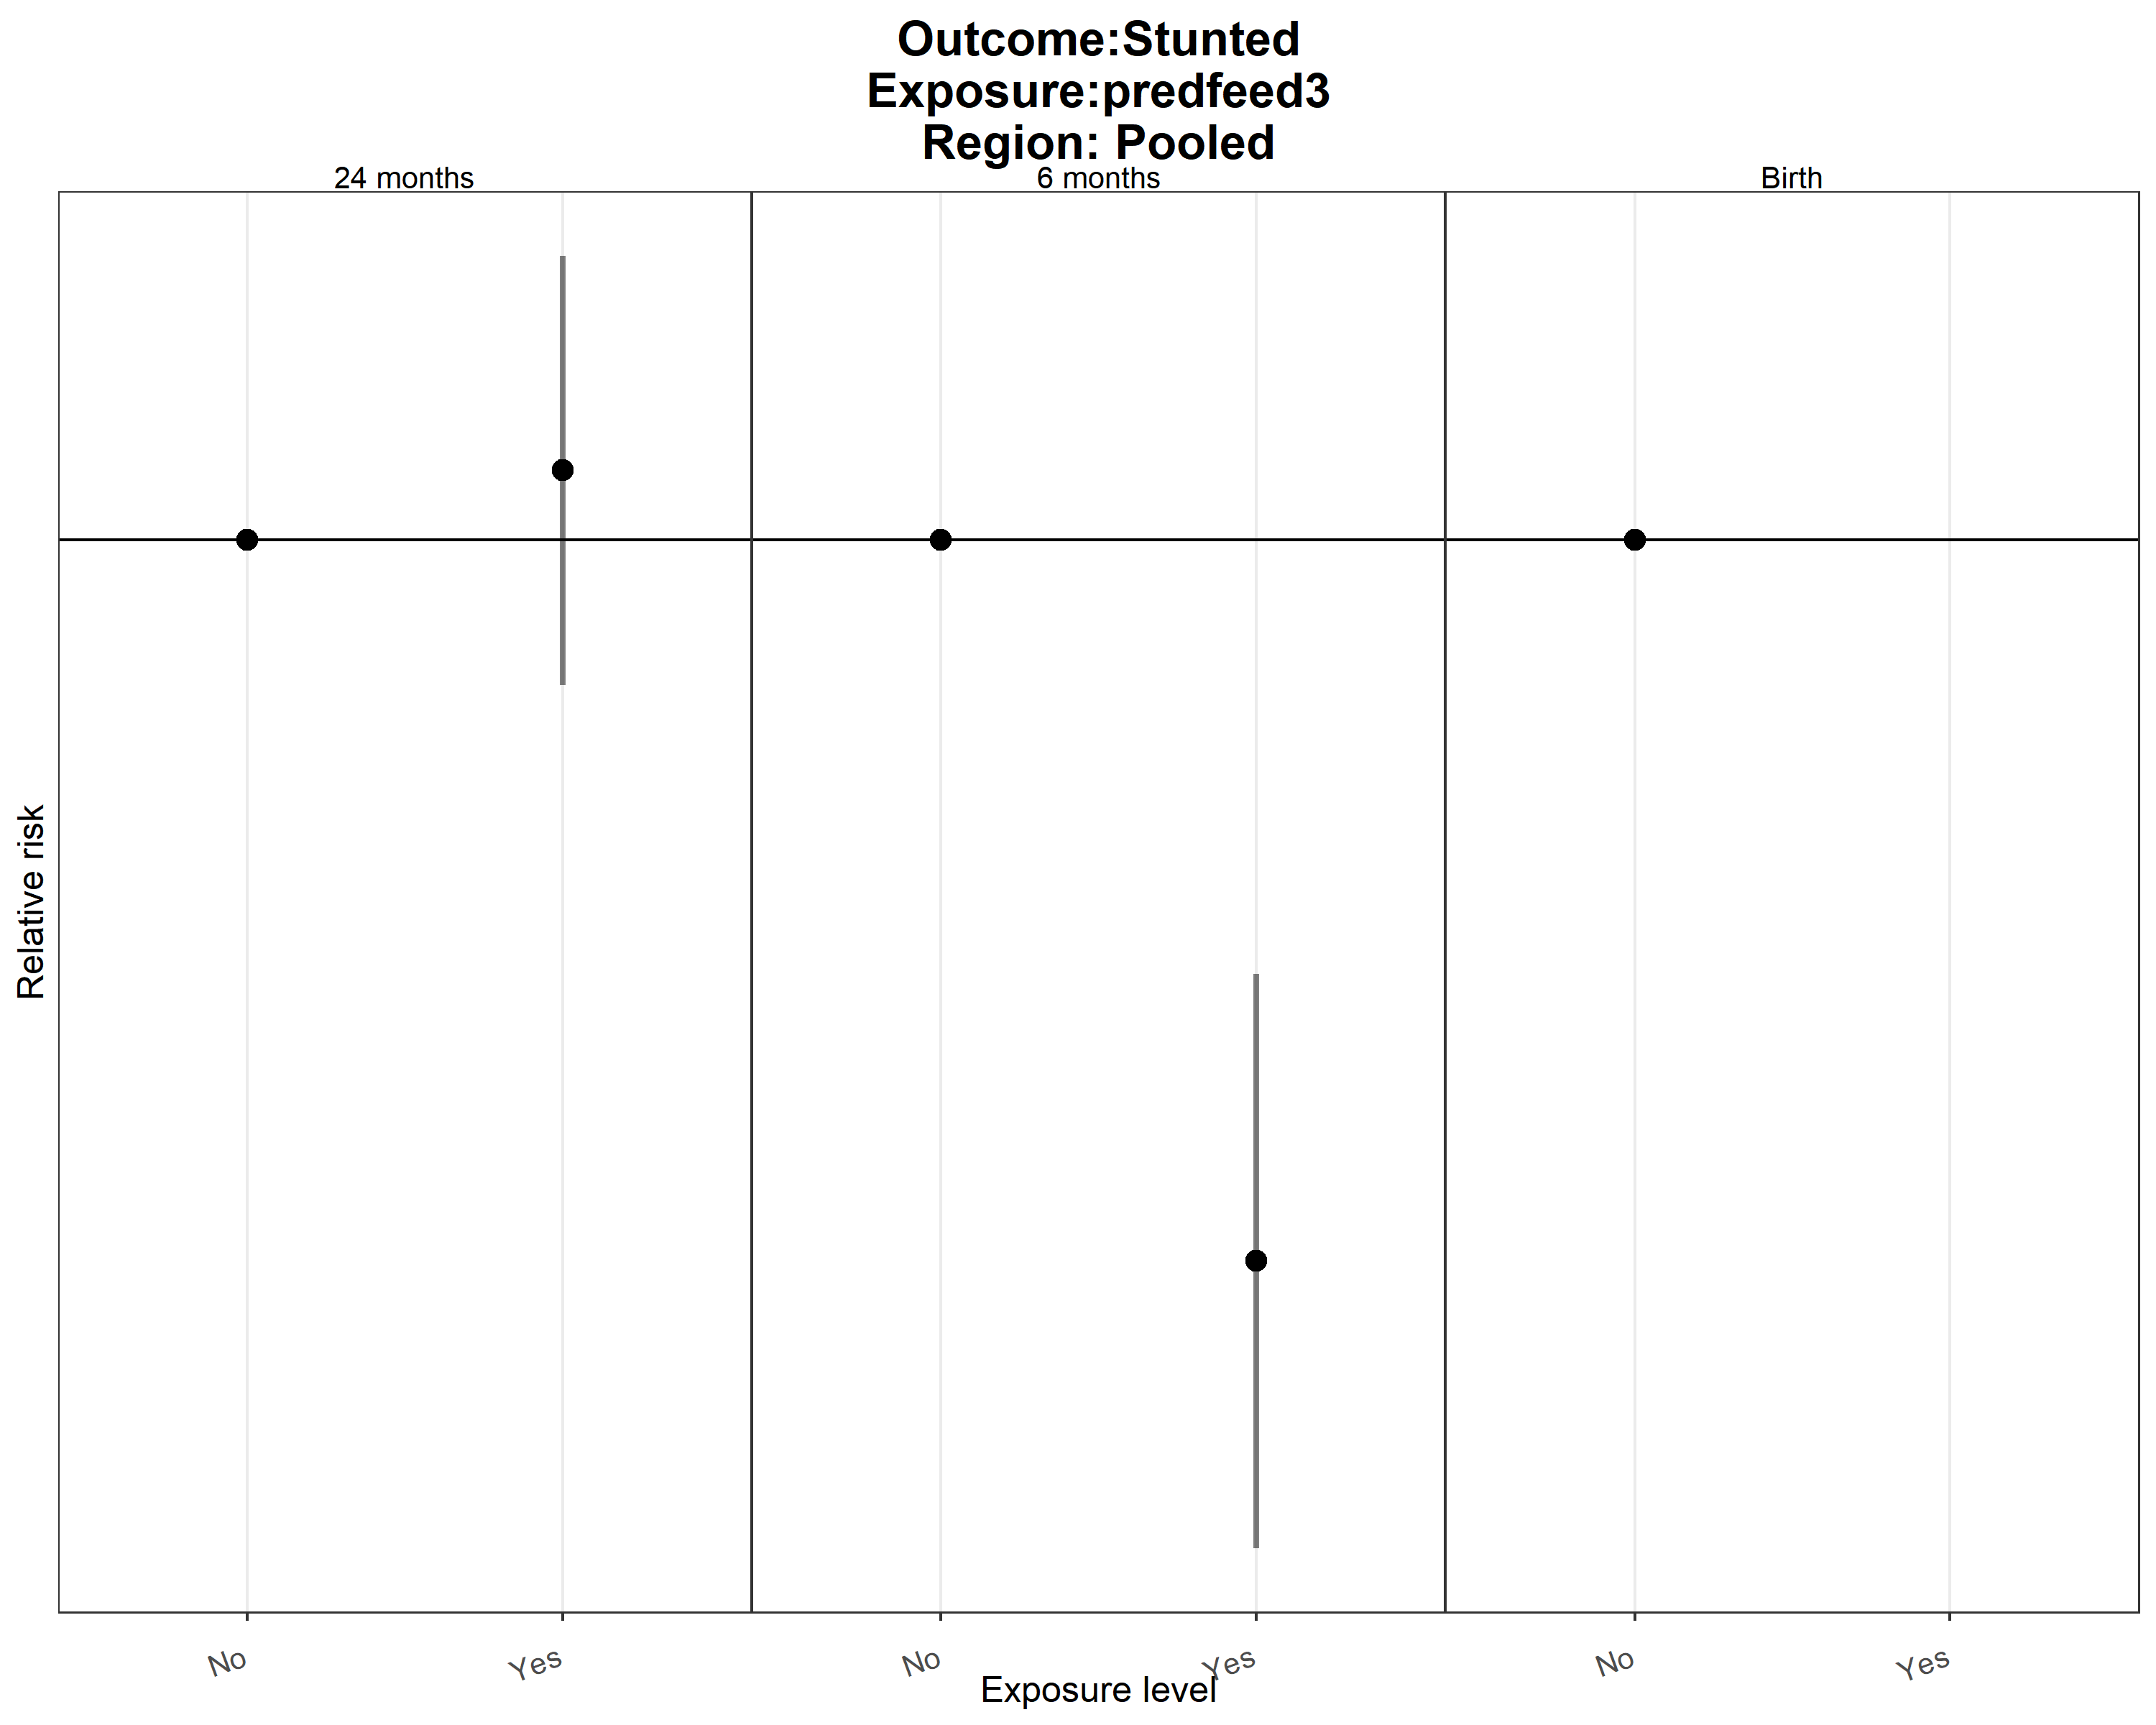 Outcome:Stunted
Exposure:predfeed3
Region: Pooled
24 months
6 months
Birth
Relative risk
No
Yes
No
Yes
No
Yes
Exposure level